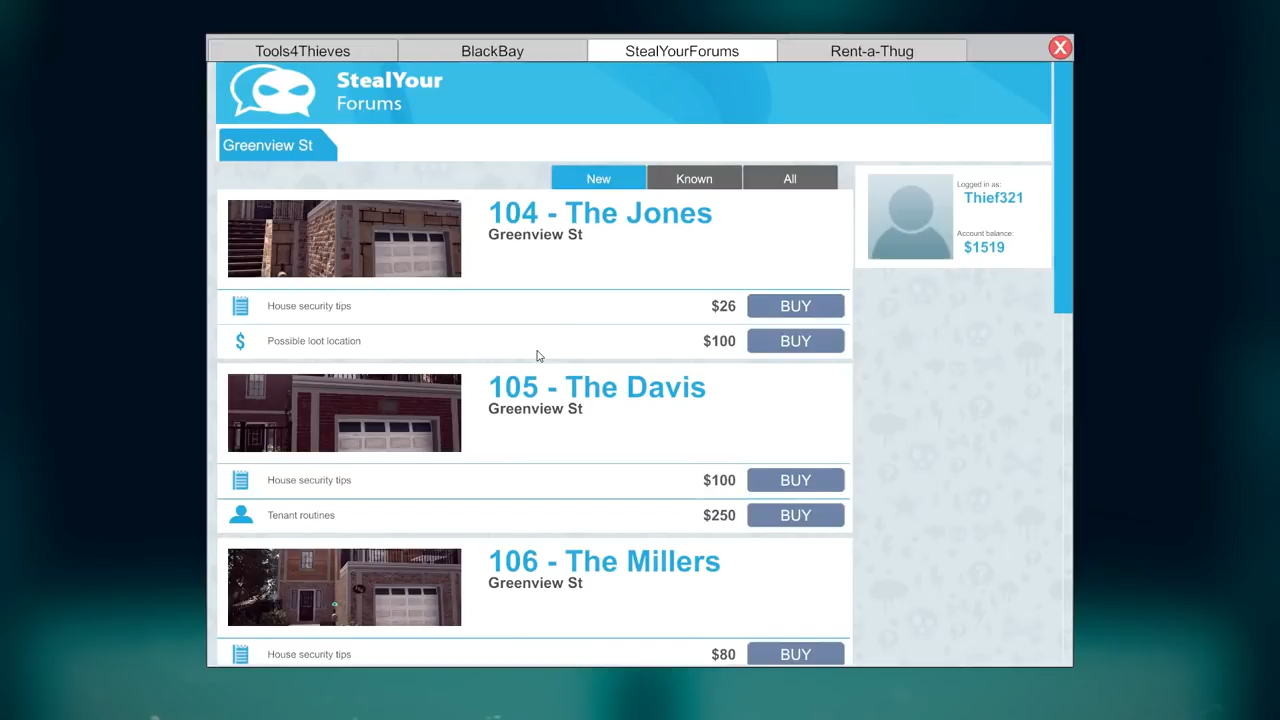 Tools4Thieves
BlackBay
StealYourForums
Rent-a-Thug
X
StealYour
Forums
Greenview St
New
Known
All
Logged in as:
Thief321
Account balance:
$1519
104 - The Jones
Greenview St
House security tips
$26
BUY
Possible loot location
$100
BUY
105 - The Davis
Greenview St
House security tips
$100
BUY
Tenant routines
$250
BUY
106 - The Millers
Greenview St
House security tips
$80
BUY